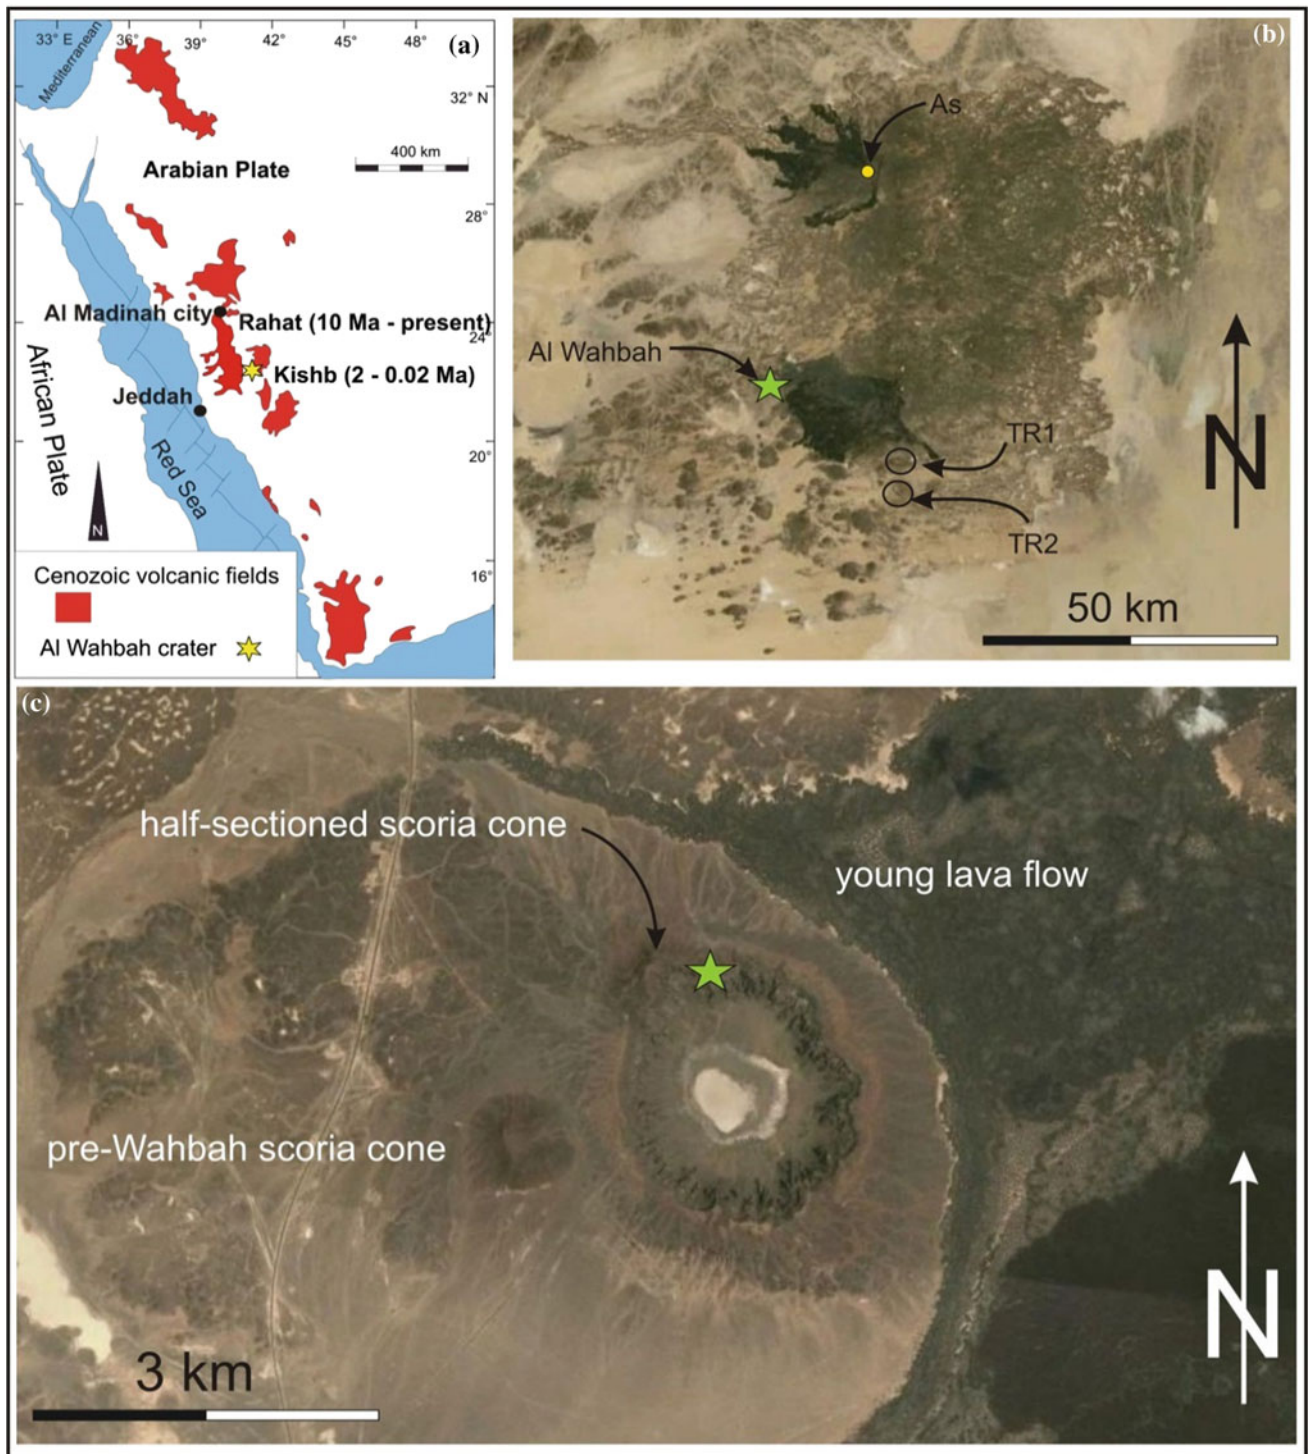 (a)
33° E
36°
39°
42°
45°
48°
Mediterranean
32° N
400 km
Arabian Plate
28°
Al Madinah city
Rahat (10 Ma - present)
24°
Kishb (2 - 0.02 Ma)
Jeddah
African Plate
Red Sea
20°
N
16°
Cenozoic volcanic fields
Al Wahbah crater
(b)
As
Al Wahbah
TR1
TR2
N
50 km
(c)
half-sectioned scoria cone
young lava flow
pre-Wahbah scoria cone
3 km
N